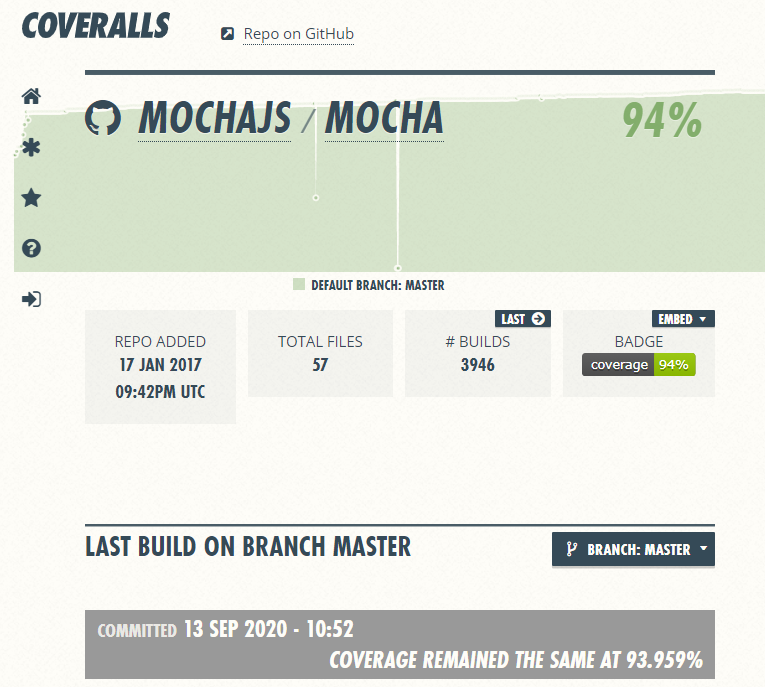 COVERALLS
Repo on GitHub
MOCHAJS / MOCHA
94%
DEFAULT BRANCH: MASTER
REPO ADDED
17 JAN 2017
09:42PM UTC
TOTAL FILES
57
LAST
# BUILDS
3946
EMBED
BADGE
coverage 94%
LAST BUILD ON BRANCH MASTER
BRANCH: MASTER
COMMITTED 13 SEP 2020 - 10:52
COVERAGE REMAINED THE SAME AT 93.959%